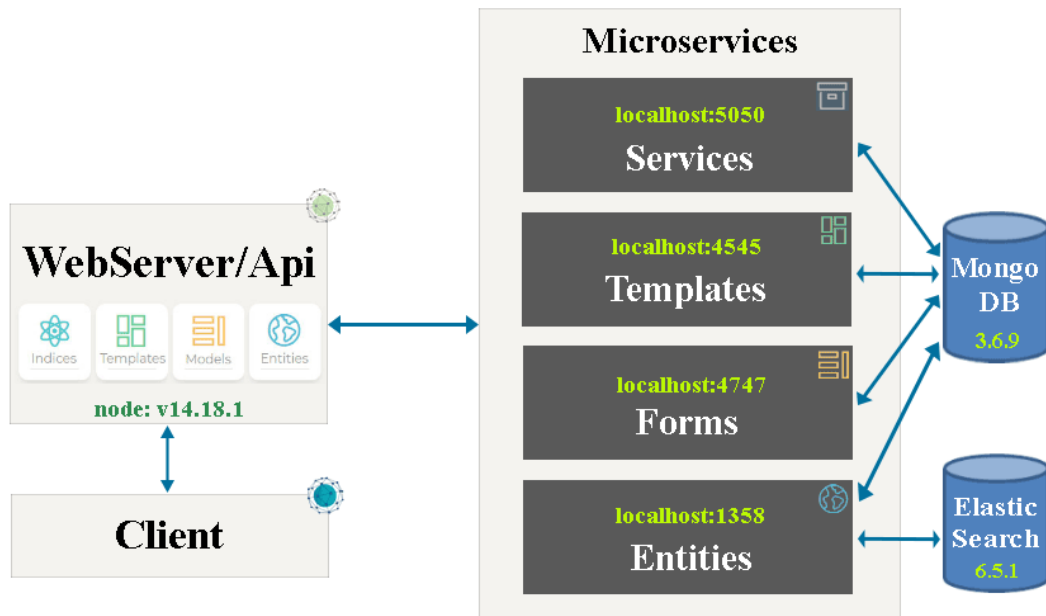 Microservices
localhost:5050
Services
localhost:4545
Templates
localhost:4747
Forms
localhost:1358
Entities
WebServer/Api
Indices Templates Models Entities
node: v14.18.1
Client
Mongo
DB
3.6.9
Elastic
Search
6.5.1